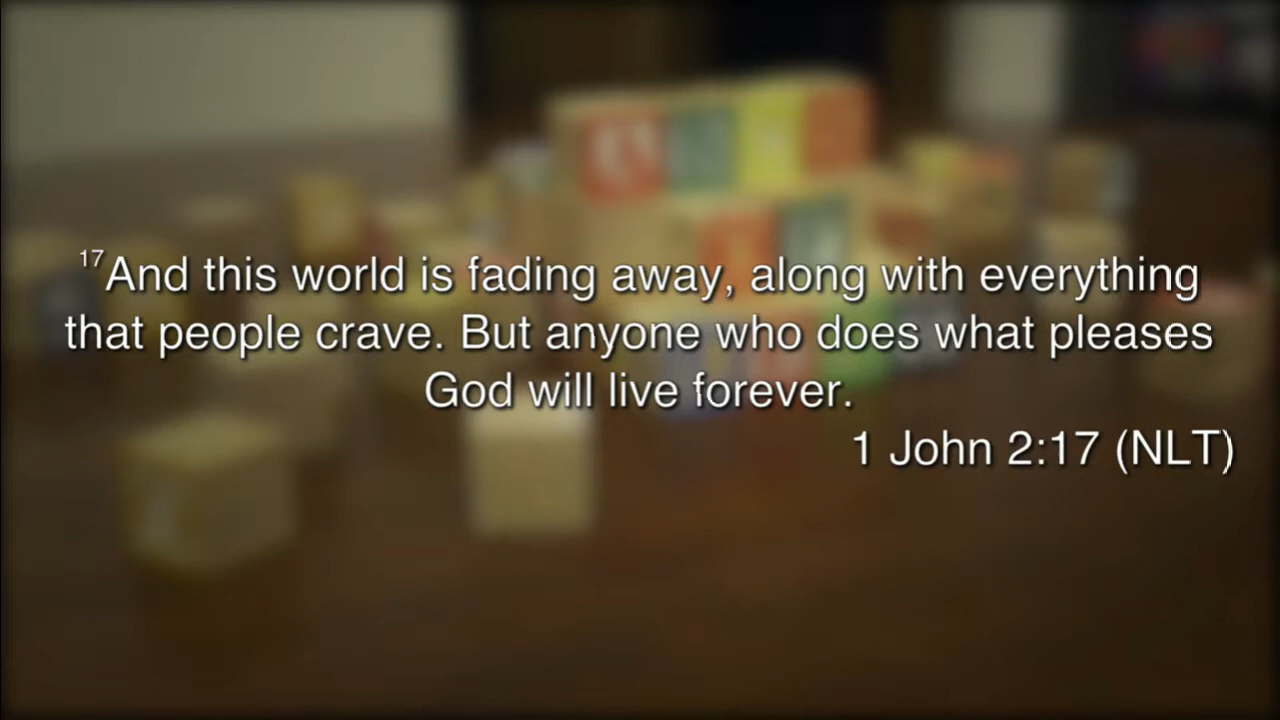 17And this world is fading away, along with everything
that people crave. But anyone who does what pleases
God will live forever.
1 John 2:17 (NLT)